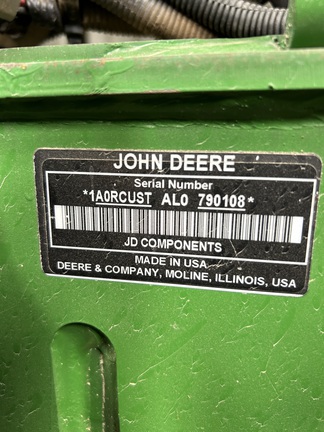 JOHN DEERE
Serial Number
*1A0RCUST AL0 790108*
JD COMPONENTS
MADE IN USA
DEERE & COMPANY, MOLINE, ILLINOIS, USA